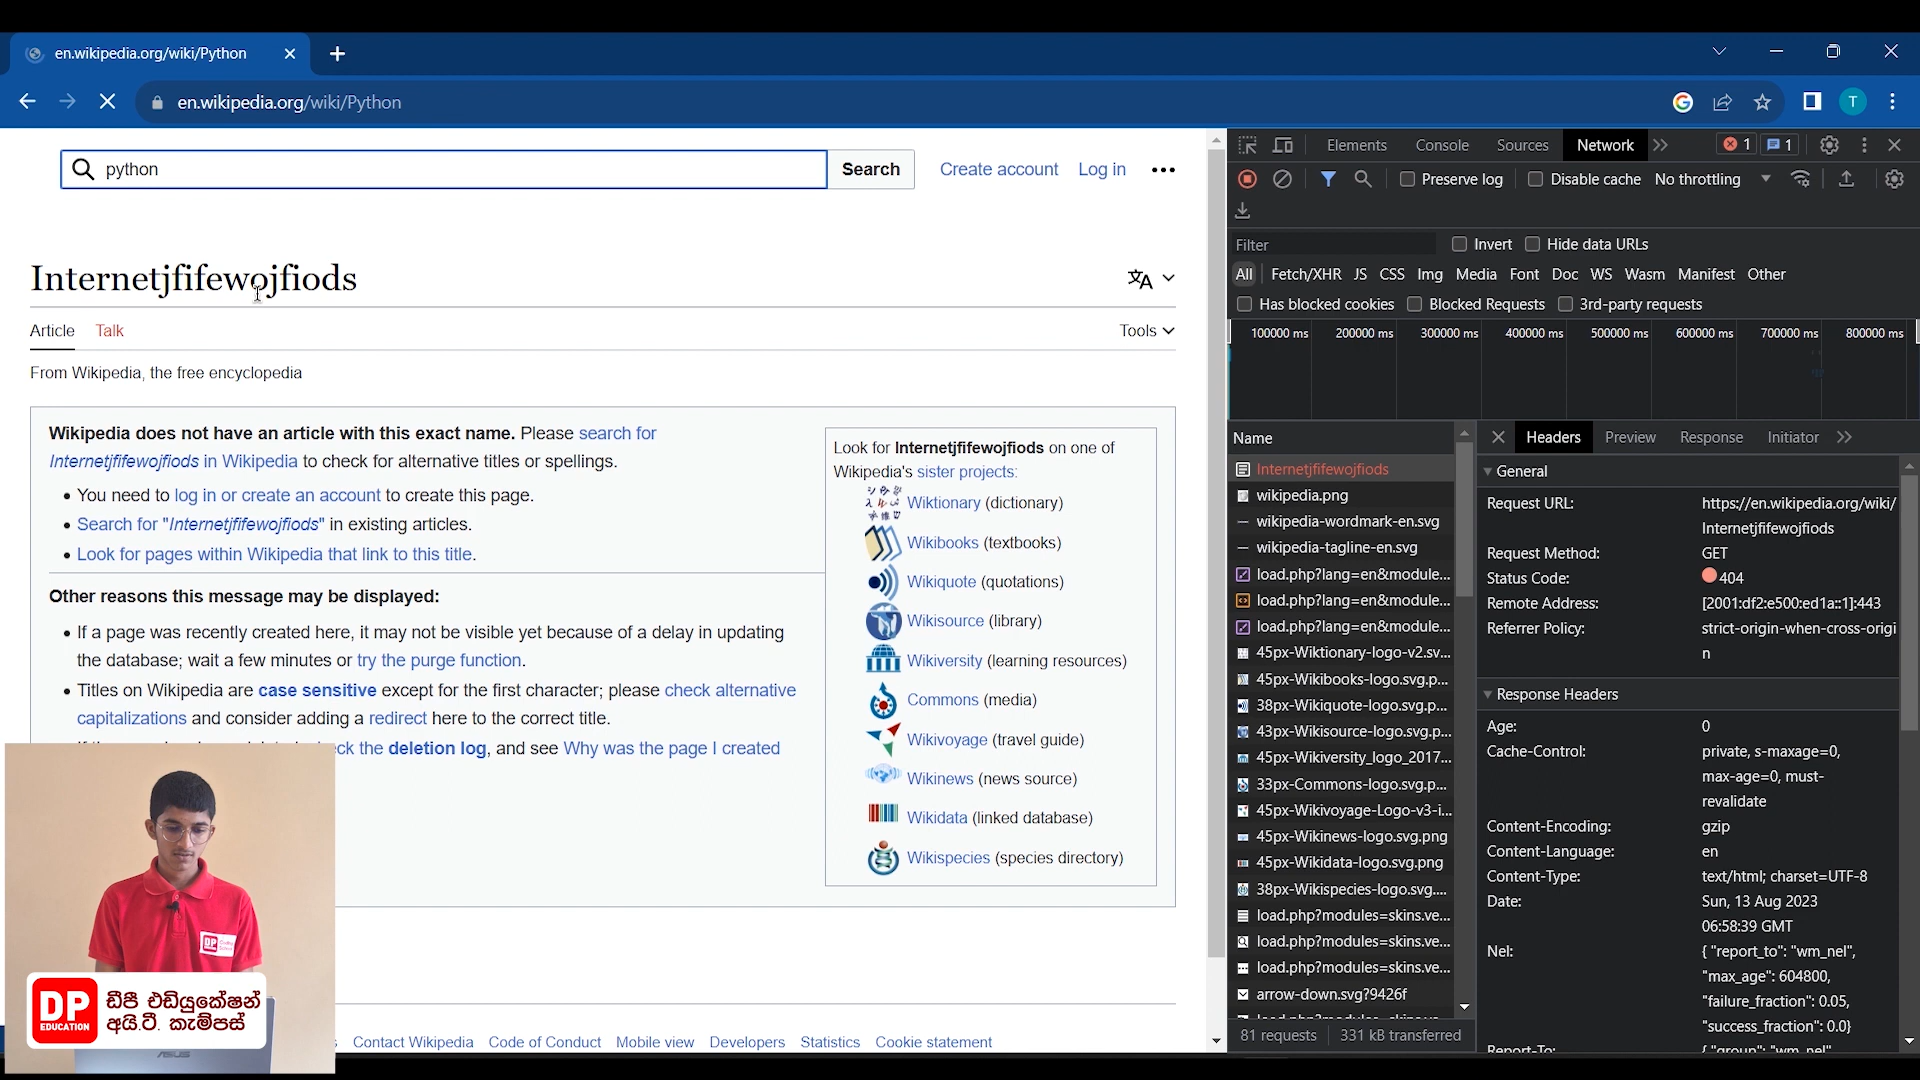 en.wikipedia.org/wiki/Python
en.wikipedia.org/wiki/Python
T
python
Search
Create account
Log in
Internetjfifewojfiods
Article
Talk
Tools
From Wikipedia, the free encyclopedia
Wikipedia does not have an article with this exact name. Please search for
Internetjfifewojfiods in Wikipedia to check for alternative titles or spellings.
You need to log in or create an account to create this page.
Search for "Internetjfifewojfiods" in existing articles.
Look for pages within Wikipedia that link to this title.
Other reasons this message may be displayed:
If a page was recently created here, it may not be visible yet because of a delay in updating
the database; wait a few minutes or try the purge function.
Titles on Wikipedia are case sensitive except for the first character; please check alternative
capitalizations and consider adding a redirect here to the correct title.
the deletion log, and see Why was the page I created
Look for Internetjfifewojfiods on one of
Wikipedia's sister projects:
Wiktionary (dictionary)
Wikibooks (textbooks)
Wikiquote (quotations)
Wikisource (library)
Wikiversity (learning resources)
Commons (media)
Wikivoyage (travel guide)
Wikinews (news source)
Wikidata (linked database)
Wikispecies (species directory)
Contact Wikipedia
Code of Conduct
Mobile view
Developers
Statistics
Cookie statement
DP
EDUCATION
ඩීපී එඩියුකේෂන්
අයි.ටී. කැම්පස්
DP
ASUS
Elements
Console
Sources
Network
1
1
Preserve log
Disable cache
No throttling
Filter
Invert
Hide data URLs
All
Fetch/XHR
JS
CSS
Img
Media
Font
Doc
WS
Wasm
Manifest
Other
Has blocked cookies
Blocked Requests
3rd-party requests
100000 ms
200000 ms
300000 ms
400000 ms
500000 ms
600000 ms
700000 ms
800000 ms
Name
Internetjfifewojfiods
wikipedia.png
wikipedia-wordmark-en.svg
wikipedia-tagline-en.svg
load.php?lang=en&module...
load.php?lang=en&module...
load.php?lang=en&module...
45px-Wiktionary-logo-v2.sv...
45px-Wikibooks-logo.svg.p...
38px-Wikiquote-logo.svg.p...
43px-Wikisource-logo.svg.p...
45px-Wikiversity_logo_2017...
33px-Commons-logo.svg.p...
45px-Wikivoyage-Logo-v3-i...
45px-Wikinews-logo.svg.png
45px-Wikidata-logo.svg.png
38px-Wikispecies-logo.svg....
load.php?modules=skins.ve...
load.php?modules=skins.ve...
load.php?modules=skins.ve...
arrow-down.svg?9426f
81 requests
331 kB transferred
Headers
Preview
Response
Initiator
General
Request URL: https://en.wikipedia.org/wiki/
Internetjfifewojfiods
Request Method: GET
Status Code: 404
Remote Address: [2001:df2:e500:ed1a::1]:443
Referrer Policy: strict-origin-when-cross-origi
n
Response Headers
Age: 0
Cache-Control: private, s-maxage=0,
max-age=0, must-
revalidate
Content-Encoding: gzip
Content-Language: en
Content-Type: text/html; charset=UTF-8
Date: Sun, 13 Aug 2023
06:58:39 GMT
Nel: { "report_to": "wm_nel",
"max_age": 604800,
"failure_fraction": 0.05,
"success_fraction": 0.0}
Report-To: { "group": "wm_nel"